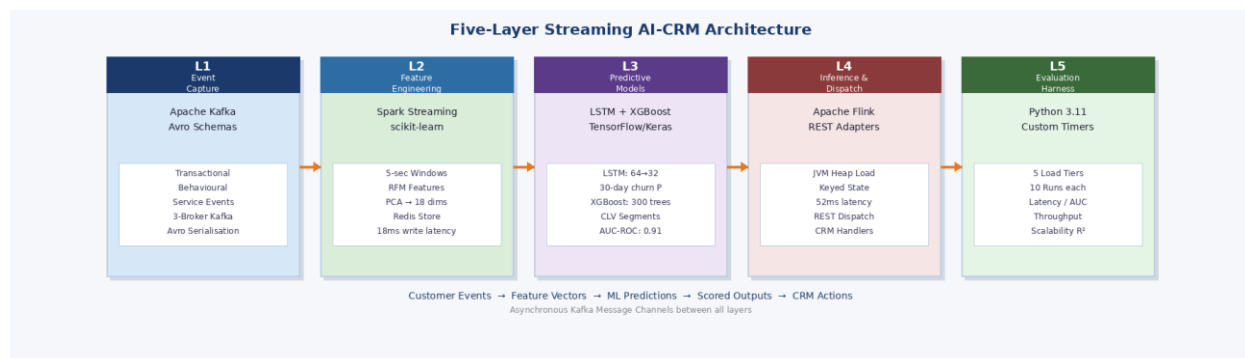 Five-Layer Streaming AI-CRM Architecture
L1
Event
Capture
Apache Kafka
Avro Schemas
Transactional
Behavioural
Service Events
3-Broker Kafka
Avro Serialisation
L2
Feature
Engineering
Spark Streaming
scikit-learn
5-sec Windows
RFM Features
PCA → 18 dims
Redis Store
18ms write latency
L3
Predictive
Models
LSTM + XGBoost
TensorFlow/Keras
LSTM: 64→32
30-day churn P
XGBoost: 300 trees
CLV Segments
AUC-ROC: 0.91
L4
Inference &
Dispatch
Apache Flink
REST Adapters
JVM Heap Load
Keyed State
52ms latency
REST Dispatch
CRM Handlers
L5
Evaluation
Harness
Python 3.11
Custom Timers
5 Load Tiers
10 Runs each
Latency / AUC
Throughput
Scalability R²
Customer Events → Feature Vectors → ML Predictions → Scored Outputs → CRM Actions
Asynchronous Kafka Message Channels between all layers